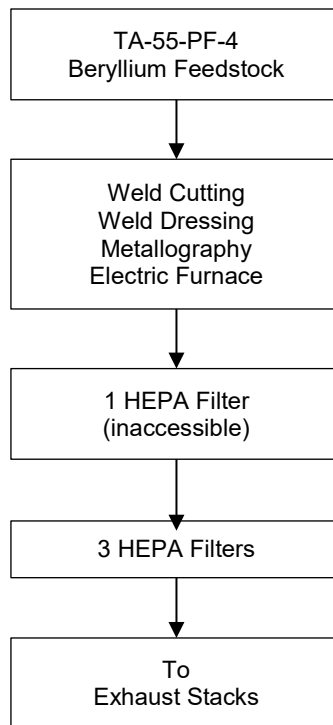 TA-55-PF-4
Beryllium Feedstock
Weld Cutting
Weld Dressing
Metallography
Electric Furnace
1 HEPA Filter
(inaccessible)
3 HEPA Filters
To
Exhaust Stacks